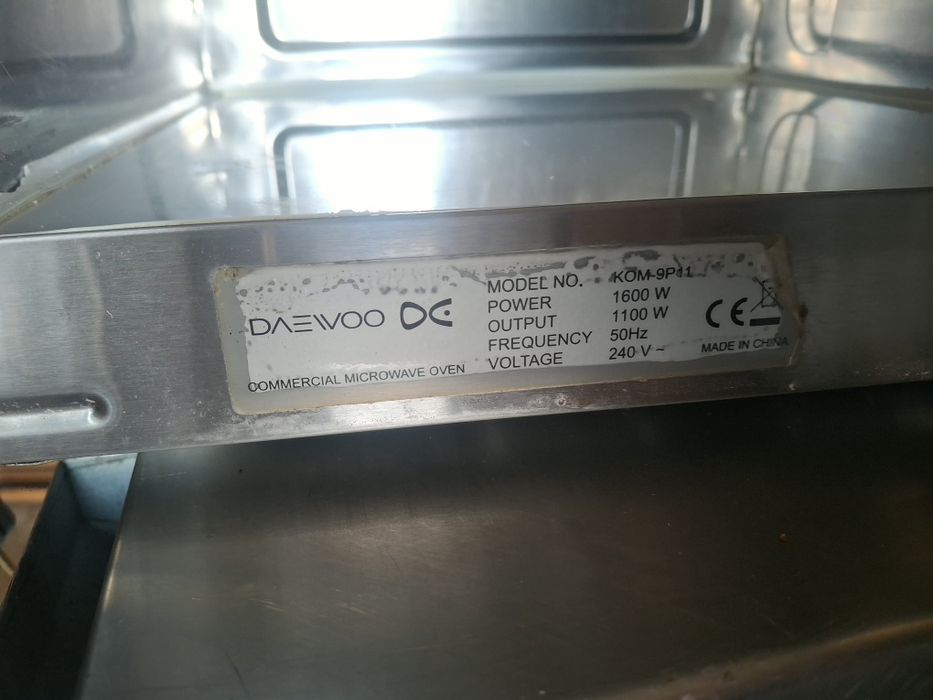 DAEWOO
COMMERCIAL MICROWAVE OVEN
MODEL NO. KOM-9P11
POWER 1600 W
OUTPUT 1100 W
FREQUENCY 50Hz
VOLTAGE 240 V ~
CE
MADE IN CHINA